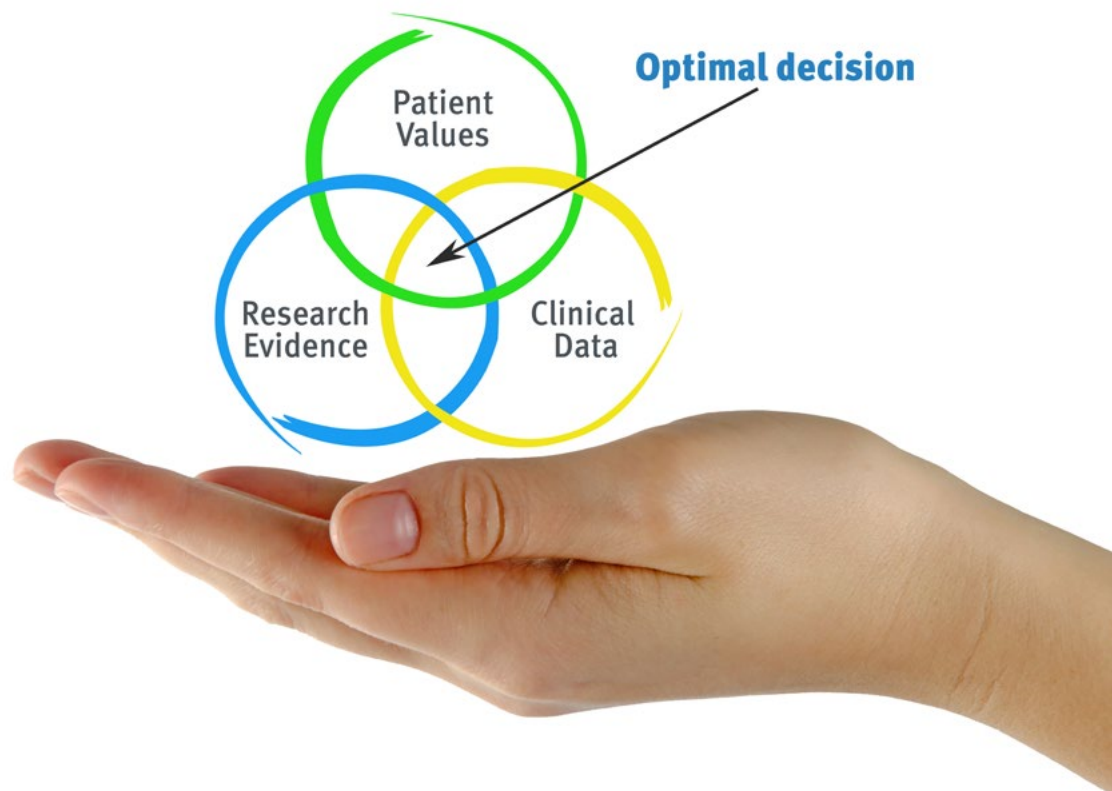 Optimal decision
Patient
Values
Research
Evidence
Clinical
Data